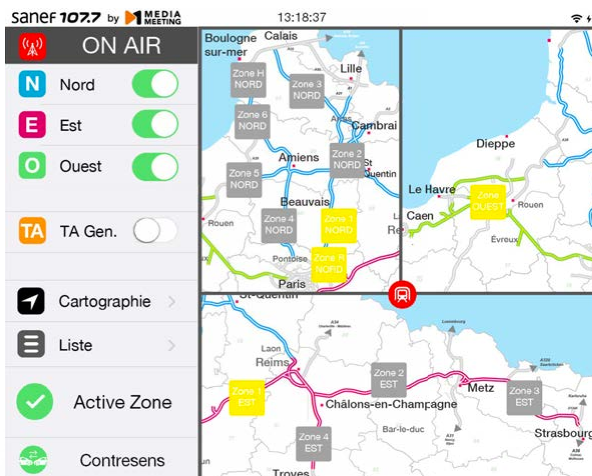 sanef 107.7 by MEDIA MEETING
13:18:37
ON AIR
N Nord
E Est
O Ouest
TA TA Gen.
Cartographie
Liste
Active Zone
Contresens
Boulogne
sur-mer
Calais
Lille
Zone H
NORD
Zone 3
NORD
Zone 6
NORD
Arras
Cambrai
Amiens
Zone 2
NORD
St
Quentin
Zone 5
NORD
Beauvais
Rouen
Zone 4
NORD
Zone 1
NORD
Pontoise
Zone R
NORD
Paris
Dieppe
Le Havre
Caen
Zone
OUEST
Rouen
Évreux
St-Quentin
Laon
Reims
Luxembourg
Zone 1
EST
Zone 2
EST
Metz
Zone 3
EST
Châlons-en-Champagne
Bar-le-duc
Zone 4
EST
Strasbourg
Troyes